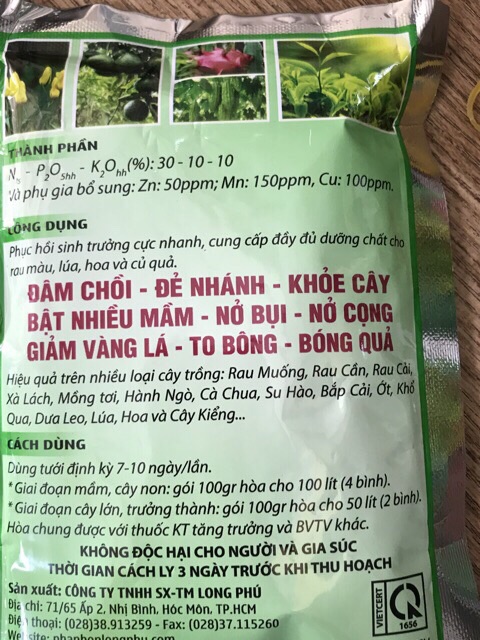 THÀNH PHẦN
Nts - P2O5hh - K2Ohh(%): 30 - 10 - 10
Và phụ gia bổ sung: Zn: 50ppm; Mn: 150ppm, Cu: 100ppm.
CÔNG DỤNG
Phục hồi sinh trưởng cực nhanh, cung cấp đầy đủ dưỡng chất cho
rau màu, lúa, hoa và củ quả.
ĐÂM CHỒI - ĐẺ NHÁNH - KHỎE CÂY
BẬT NHIỀU MẦM - NỞ BỤI - NỞ CỌNG
GIẢM VÀNG LÁ - TO BÔNG - BÓNG QUẢ
Hiệu quả trên nhiều loại cây trồng: Rau Muống, Rau Cần, Rau Cải,
Xà Lách, Mồng tơi, Hành Ngò, Cà Chua, Su Hào, Bắp Cải, Ớt, Khổ
Qua, Dưa Leo, Lúa, Hoa và Cây Kiểng...
CÁCH DÙNG
Dùng tưới định kỳ 7-10 ngày/lần.
*Giai đoạn mầm, cây non: gói 100gr hòa cho 100 lít (4 bình).
*Giai đoạn cây lớn, trưởng thành: gói 100gr hòa cho 50 lít (2 bình).
Hòa chung được với thuốc KT tăng trưởng và BVTV khác.
KHÔNG ĐỘC HẠI CHO NGƯỜI VÀ GIA SÚC
THỜI GIAN CÁCH LY 3 NGÀY TRƯỚC KHI THU HOẠCH
Sản xuất: CÔNG TY TNHH SX-TM LONG PHÚ
Địa chỉ: 71/65 Ấp 2, Nhị Bình, Hóc Môn, TP.HCM
Điện thoại: (028)38.913259 - Fax: (028)37.115260
Website: phanbonlongphu.com
VIETCERT
1656